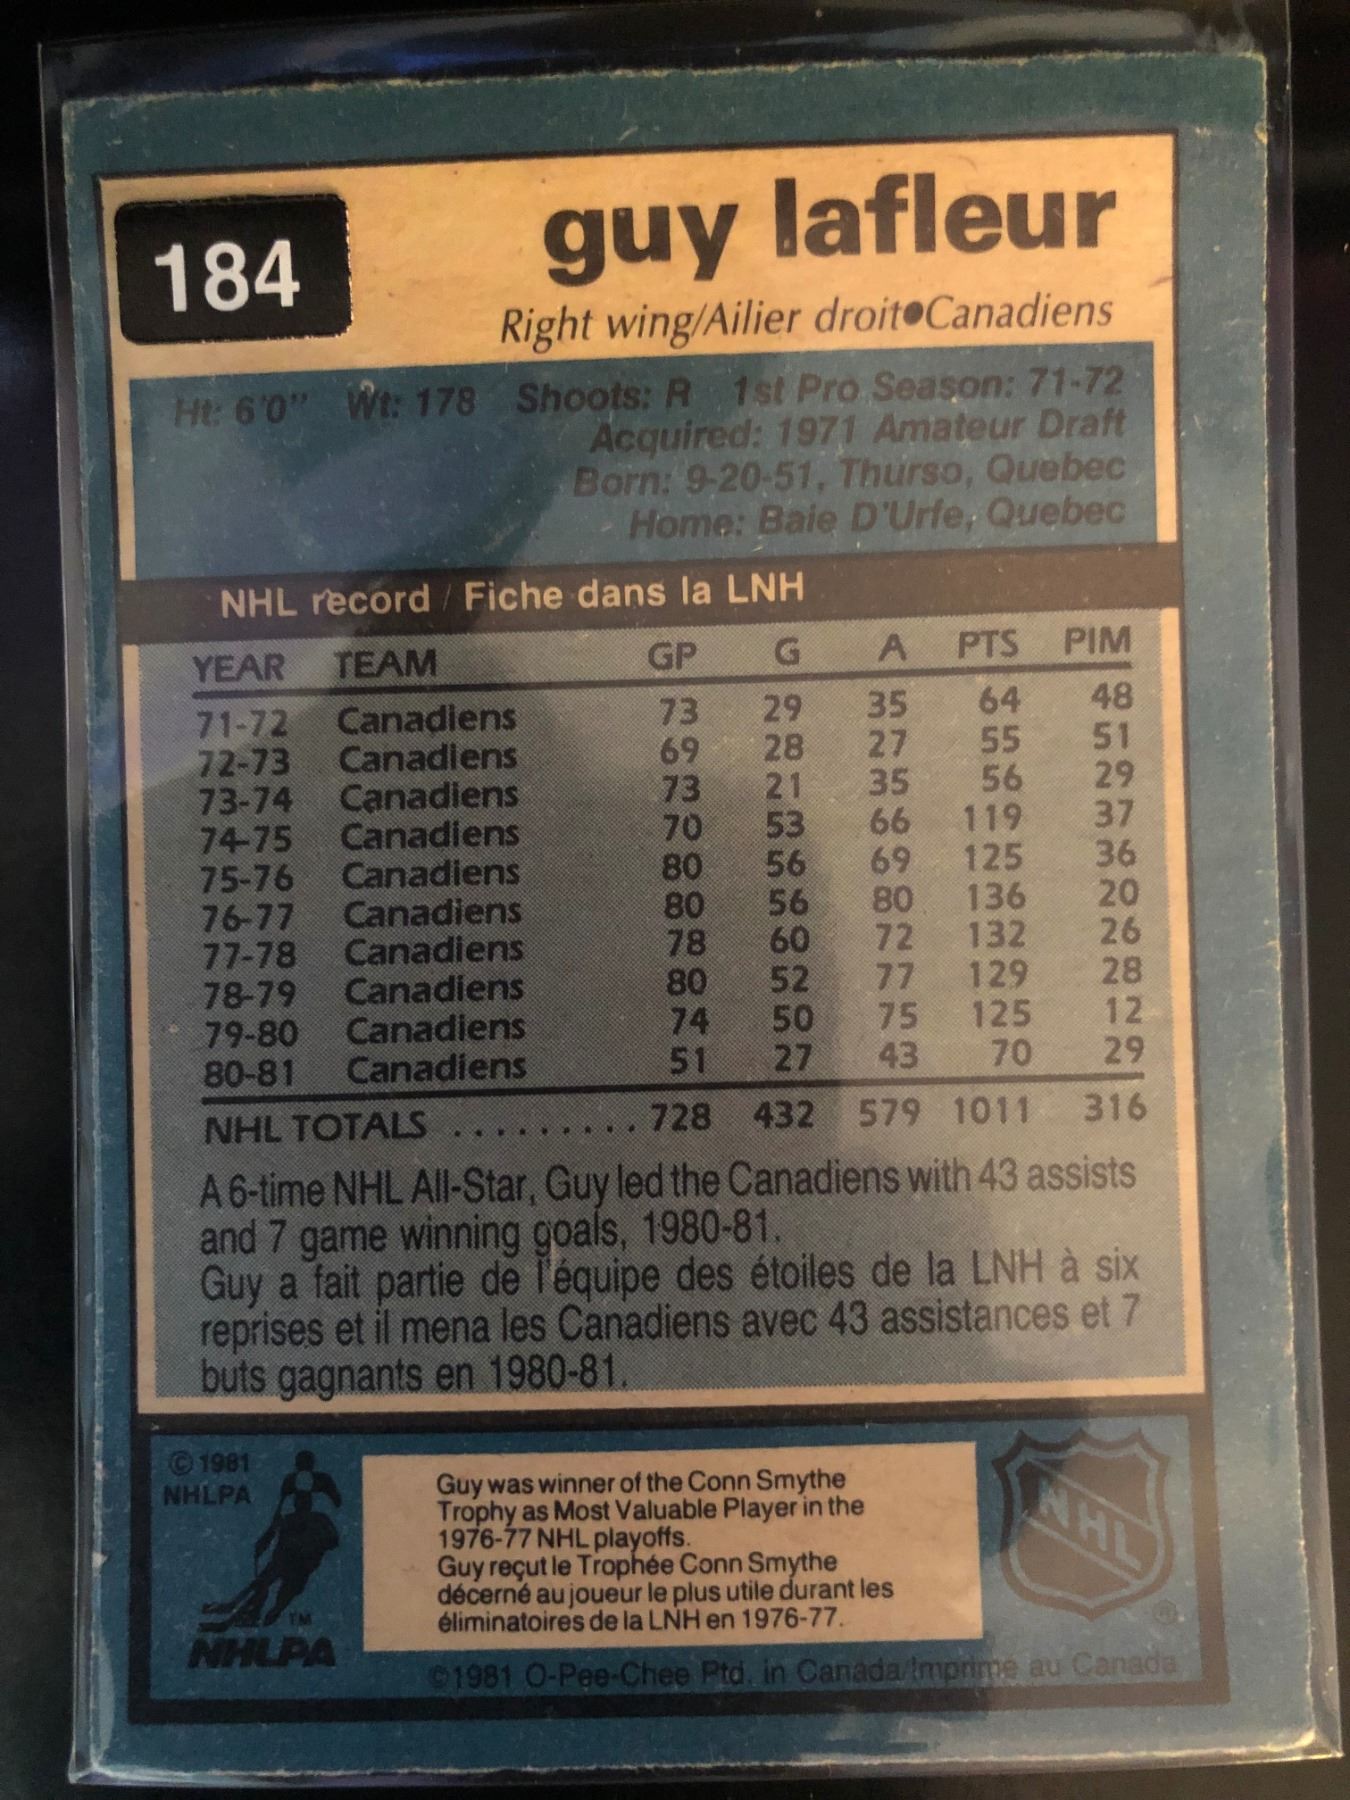 184
guy lafleur
Right wing/Ailier droit•Canadiens
Ht: 6'0" Wt: 178 Shoots: R 1st Pro Season: 71-72
Acquired: 1971 Amateur Draft
Born: 9-20-51, Thurso, Quebec
Home: Baie D'Urfe, Quebec
NHL record / Fiche dans la LNH
YEAR TEAM GP G A PTS PIM
71-72 Canadiens 73 29 35 64 48
72-73 Canadiens 69 28 27 55 51
73-74 Canadiens 73 21 35 56 29
74-75 Canadiens 70 53 66 119 37
75-76 Canadiens 80 56 69 125 36
76-77 Canadiens 80 56 80 136 20
77-78 Canadiens 78 60 72 132 26
78-79 Canadiens 80 52 77 129 28
79-80 Canadiens 74 50 75 125 12
80-81 Canadiens 51 27 43 70 29
NHL TOTALS ......... 728 432 579 1011 316
A 6-time NHL All-Star, Guy led the Canadiens with 43 assists
and 7 game winning goals, 1980-81.
Guy a fait partie de l'équipe des étoiles de la LNH à six
reprises et il mena les Canadiens avec 43 assistances et 7
buts gagnants en 1980-81.
© 1981
NHLPA
TM
NHLPA
Guy was winner of the Conn Smythe
Trophy as Most Valuable Player in the
1976-77 NHL playoffs.
Guy reçut le Trophée Conn Smythe
décerné au joueur le plus utile durant les
éliminatoires de la LNH en 1976-77.
NHL
®
©1981 O-Pee-Chee Ptd. in Canada/Imprime au Canada